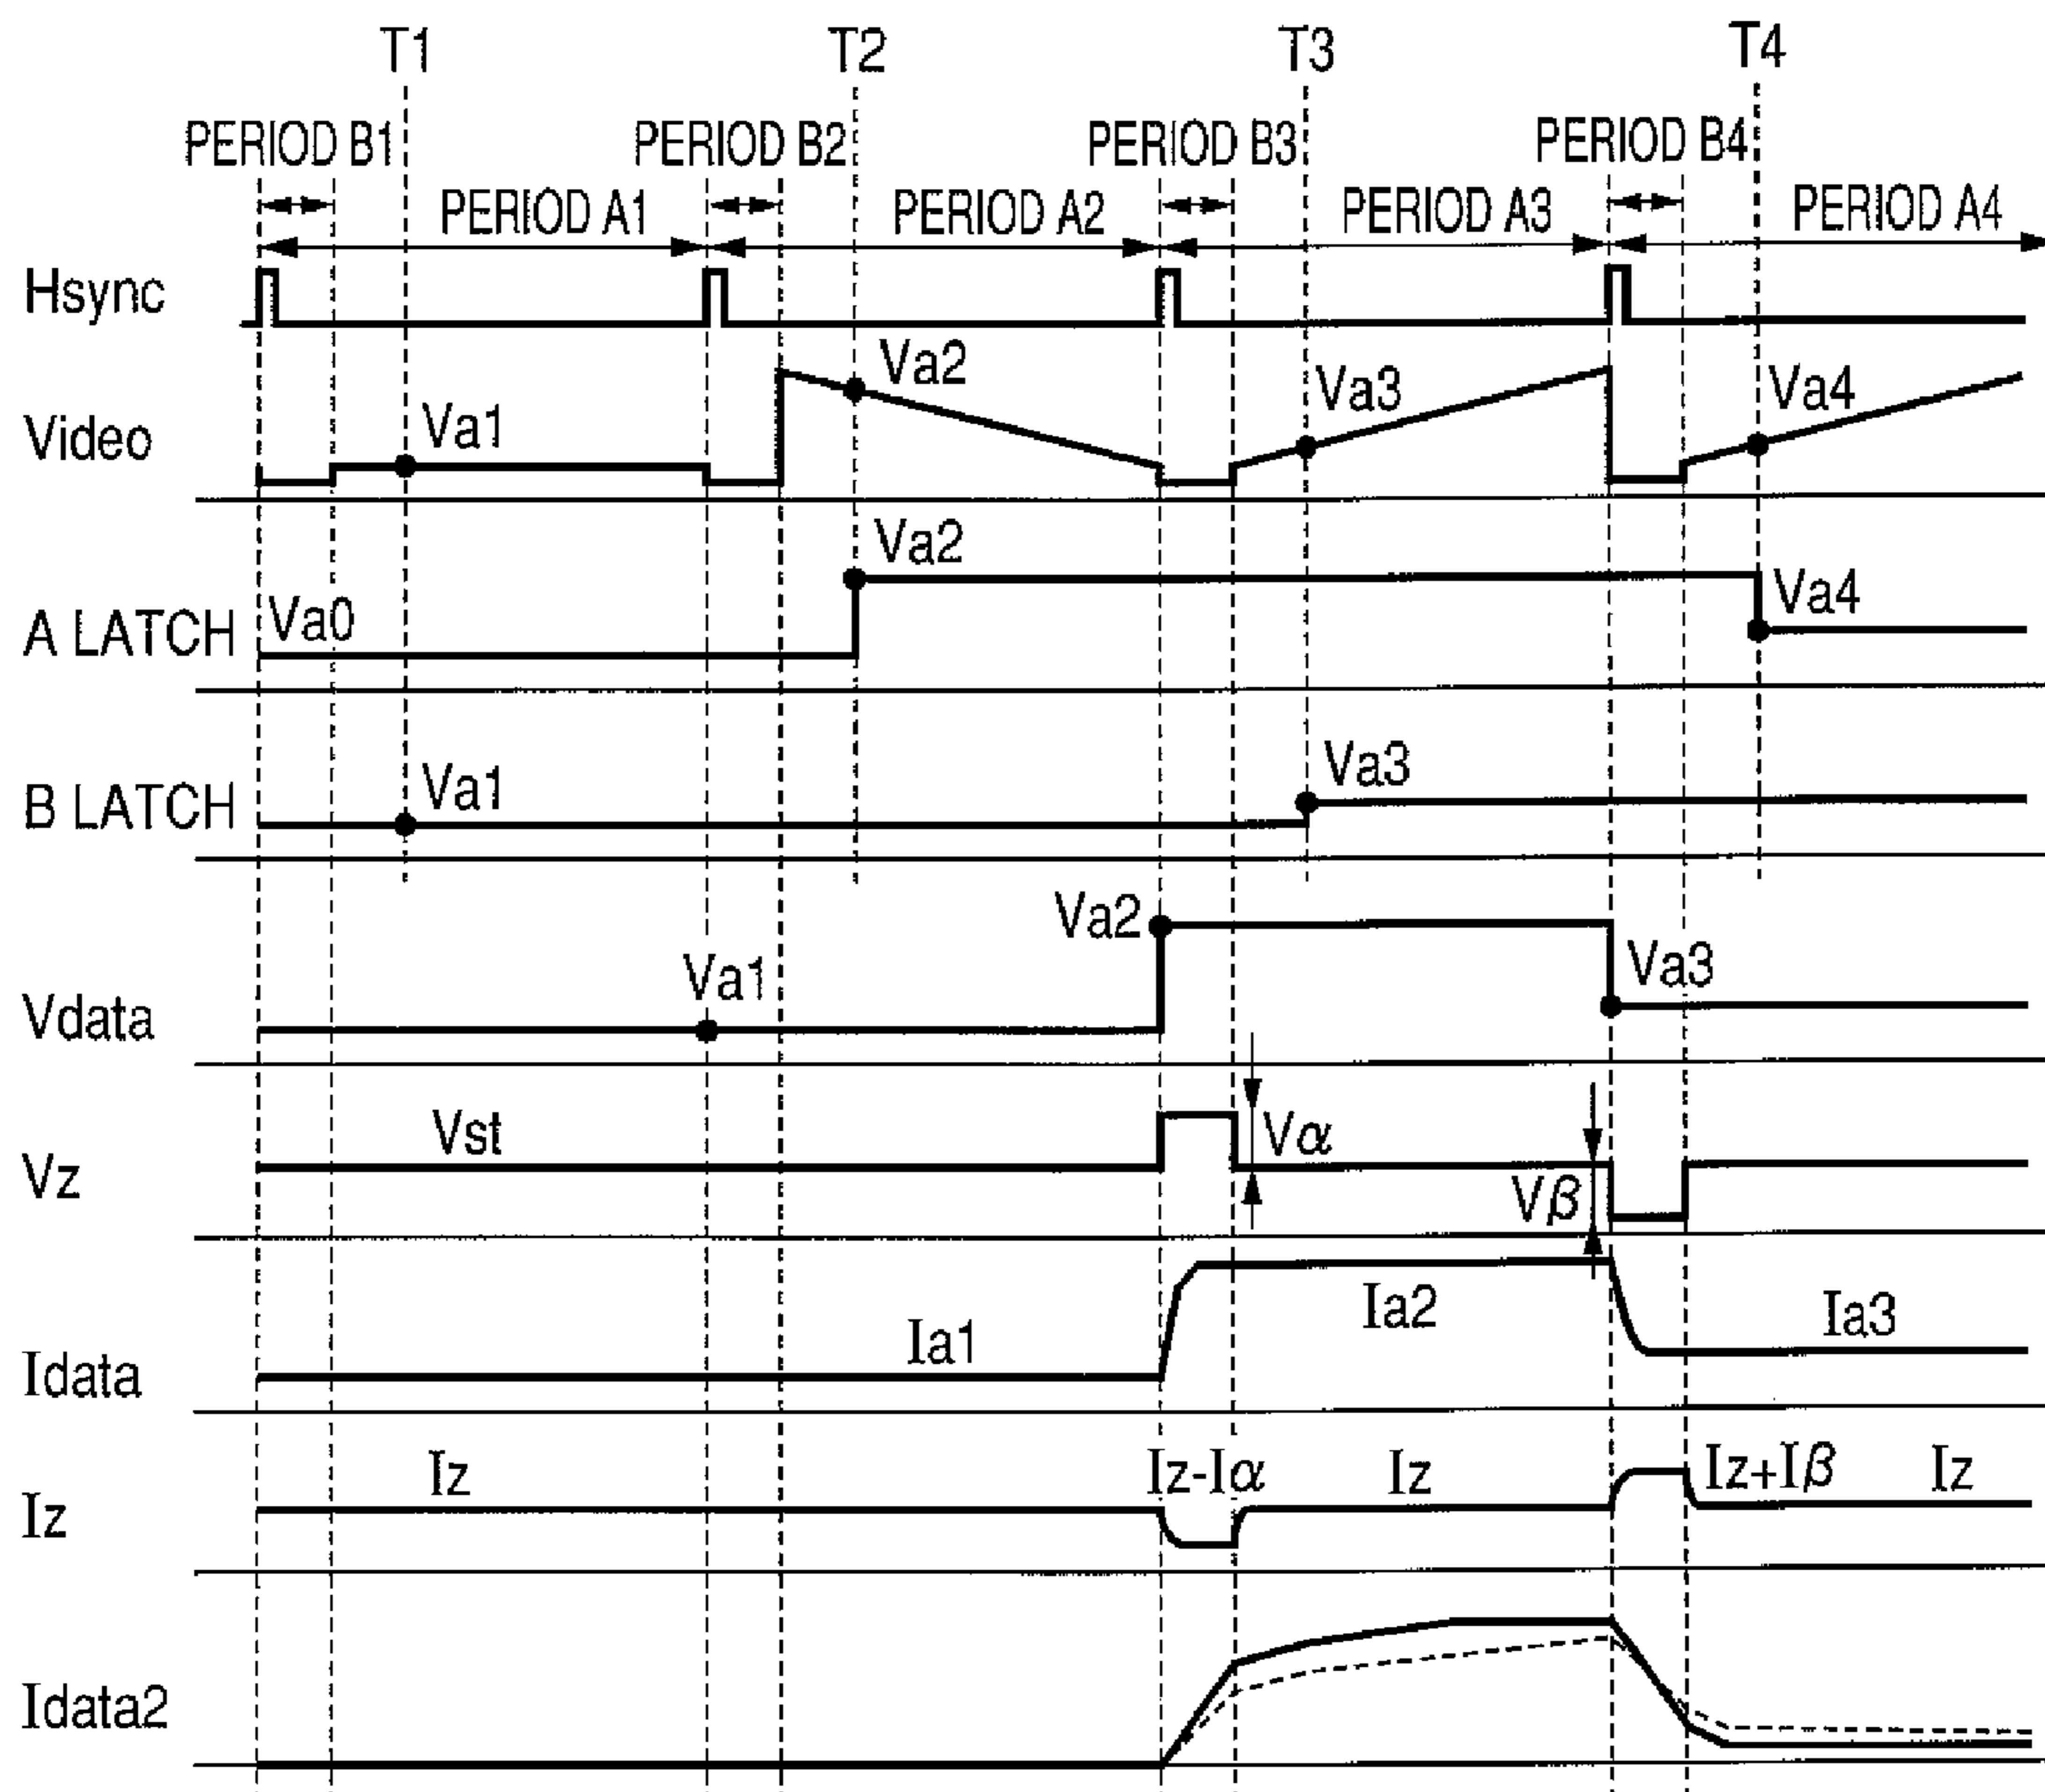 T1 T2 T3 T4
PERIOD B1 PERIOD B2 PERIOD B3 PERIOD B4
PERIOD A1 PERIOD A2 PERIOD A3 PERIOD A4
Hsync
Va2 Va3 Va4
Video Va1
Va2
A LATCH Va0 Va4
B LATCH Va1 Va3
Va2
Vdata Va1 Va3
Vst Vα
Vz Vβ
Idata Ia1 Ia2 Ia3
Iz Iz-Iα Iz Iz+Iβ Iz
Iz
Idata2